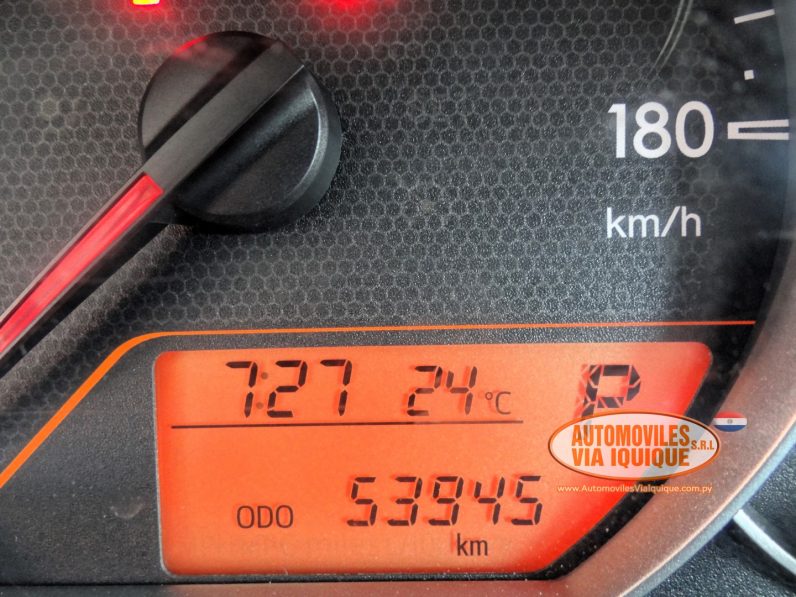 180
km/h
7:27 24 °C P
AUTOMOVILES
VIA IQUIQUE S.R.L
www.AutomovilesViaIquique.com.py
ODO 53945
km